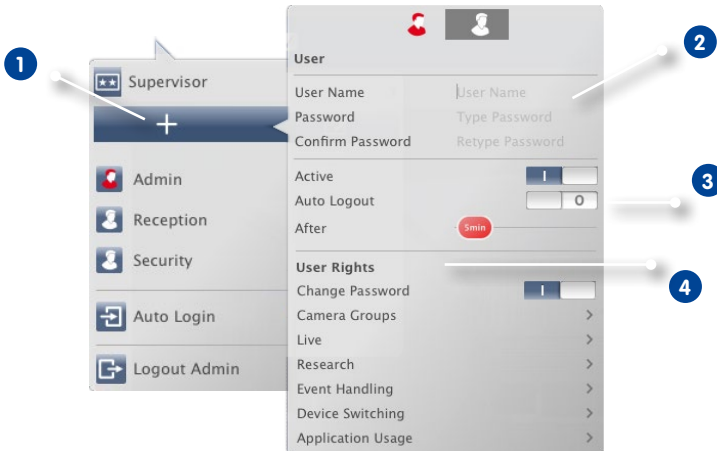 1
Supervisor
+
Admin
Reception
Security
Auto Login
Logout Admin
User
2
User Name User Name
Password Type Password
Confirm Password Retype Password
Active I
Auto Logout O
3
After 5min
User Rights
4
Change Password I
Camera Groups >
Live >
Research >
Event Handling >
Device Switching >
Application Usage >